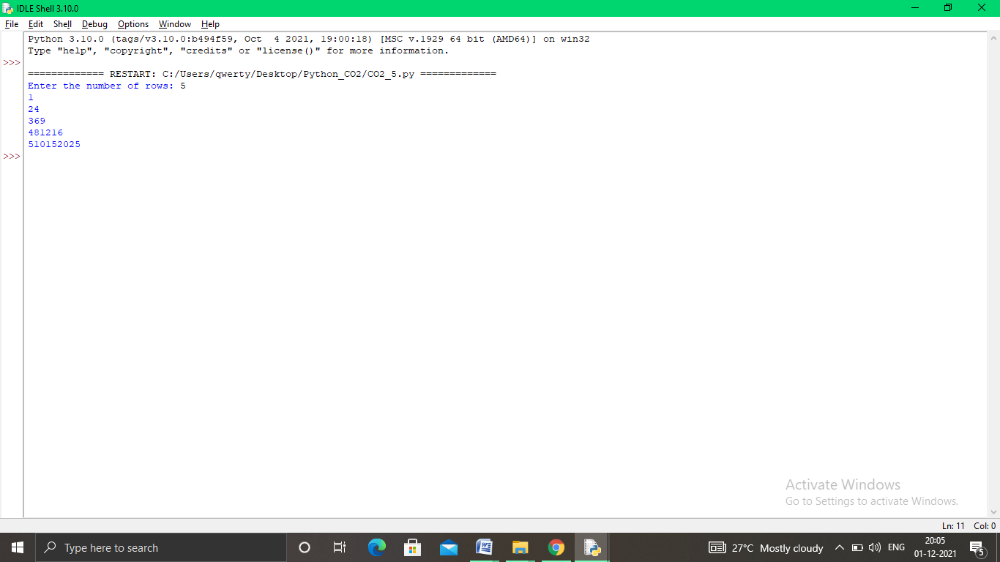 IDLE Shell 3.10.0
File Edit Shell Debug Options Window Help
Python 3.10.0 (tags/v3.10.0:b494f59, Oct  4 2021, 19:00:18) [MSC v.1929 64 bit (AMD64)] on win32
Type "help", "copyright", "credits" or "license()" for more information.
>>>
============= RESTART: C:/Users/qwerty/Desktop/Python_CO2/CO2_5.py =============
Enter the number of rows: 5
1
24
369
481216
510152025
>>>
Activate Windows
Go to Settings to activate Windows.
Ln: 11 Col: 0
Type here to search
27°C Mostly cloudy
ENG
20:05
01-12-2021
5